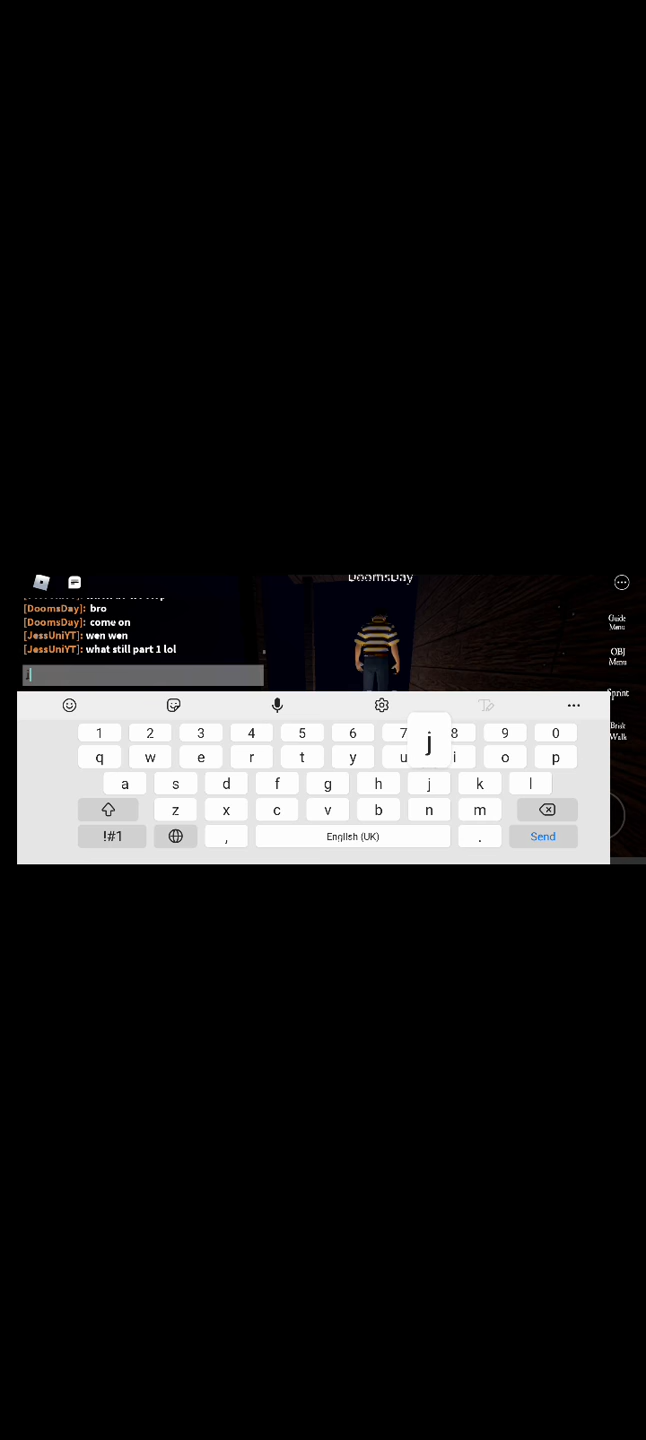 DoomsDay
[DoomsDay]: bro
[DoomsDay]: come on
[JessUniYT]: wen wen
[JessUniYT]: what still part 1 lol
j
Guide
Menu
OBJ
Menu
Sprint
Walk
1 2 3 4 5 6 7 8 9 0
q w e r t y u i o p
j
a s d f g h j k l
z x c v b n m
!#1 , English (UK) . Send